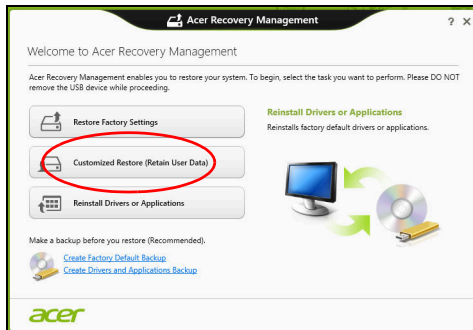 Acer Recovery Management
? X
Welcome to Acer Recovery Management
Acer Recovery Management enables you to restore your system. To begin, select the task you want to perform. Please DO NOT
remove the USB device while proceeding.
Restore Factory Settings
Customized Restore (Retain User Data)
Reinstall Drivers or Applications
Reinstall Drivers or Applications
Reinstalls factory default drivers or applications.
Make a backup before you restore (Recommended).
Create Factory Default Backup
Create Drivers and Applications Backup
acer